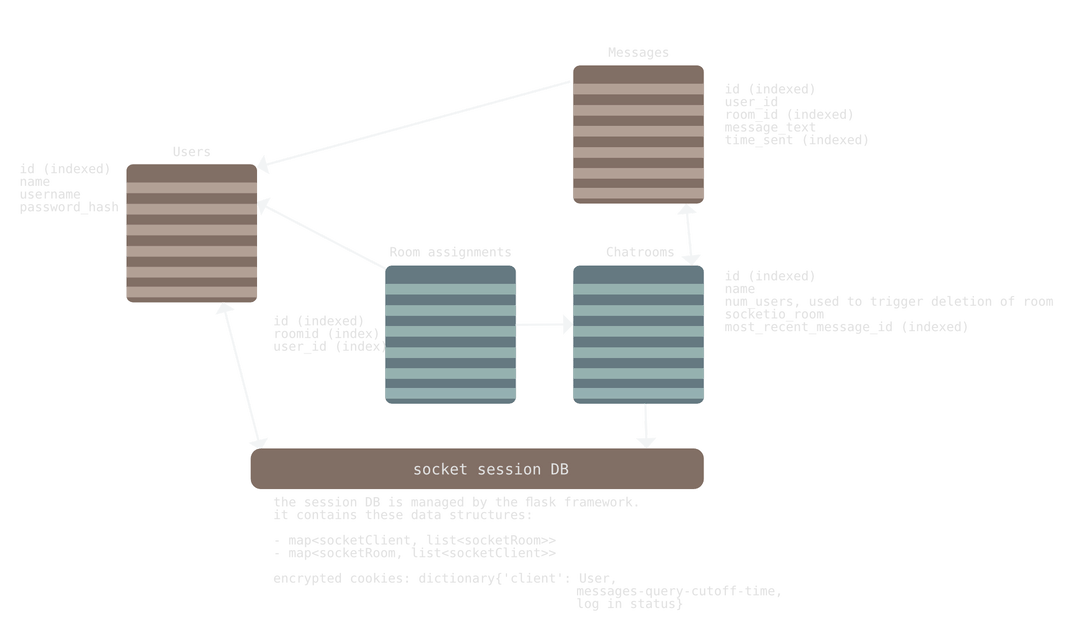 Messages
id (indexed)
user_id
room_id (indexed)
message_text
time_sent (indexed)
Users
id (indexed)
name
username
password_hash
Room assignments
id (indexed)
roomid (index)
user_id (index)
Chatrooms
id (indexed)
name
num_users, used to trigger deletion of room
socketio_room
most_recent_message_id (indexed)
socket session DB
the session DB is managed by the flask framework.
it contains these data structures:
- map<socketClient, list<socketRoom>>
- map<socketRoom, list<socketClient>>
encrypted cookies: dictionary{'client': User,
messages-query-cutoff-time,
log in status}